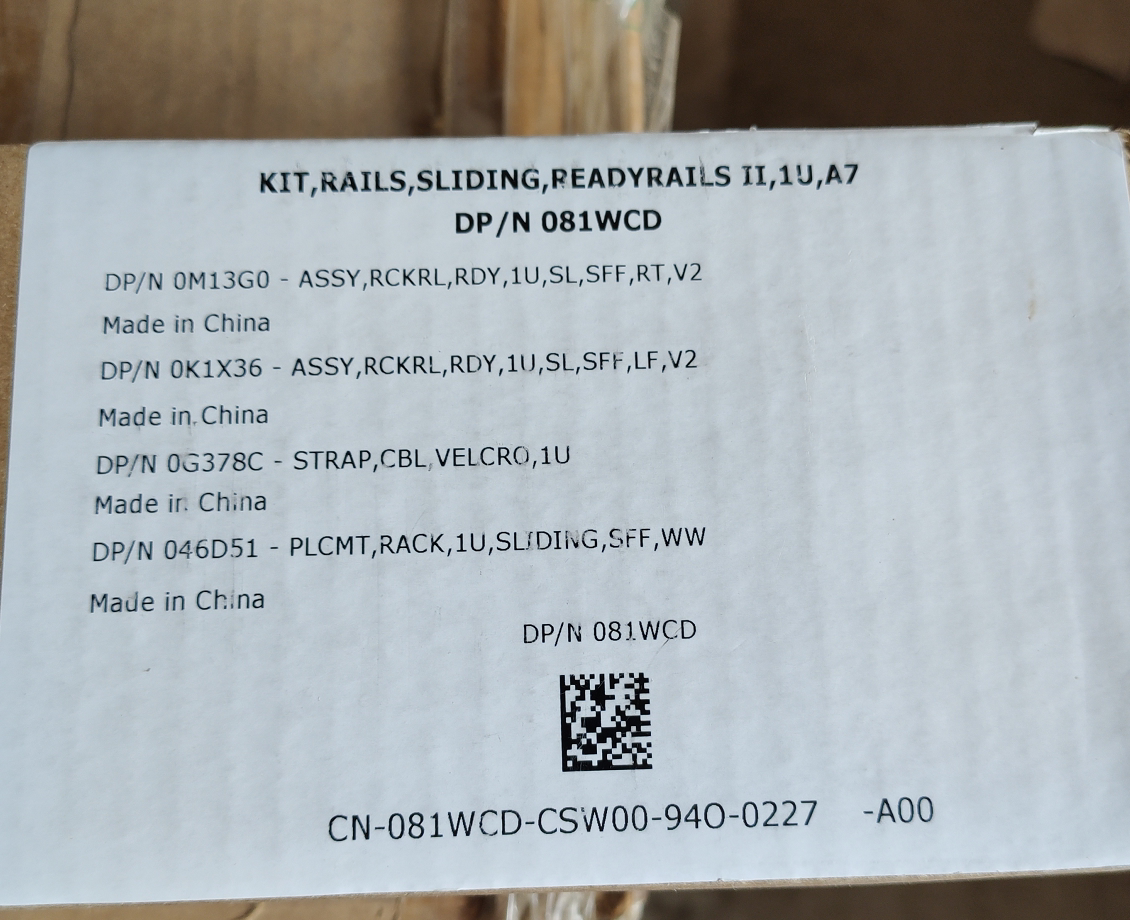 KIT,RAILS,SLIDING,READYRAILS II,1U,A7
DP/N 081WCD
DP/N 0M13G0 - ASSY,RCKRL,RDY,1U,SL,SFF,RT,V2
Made in China
DP/N 0K1X36 - ASSY,RCKRL,RDY,1U,SL,SFF,LF,V2
Made in China
DP/N 0G378C - STRAP,CBL,VELCRO,1U
Made in China
DP/N 046D51 - PLCMT,RACK,1U,SLIDING,SFF,WW
Made in China
DP/N 081WCD
CN-081WCD-CSW00-94O-0227 -A00